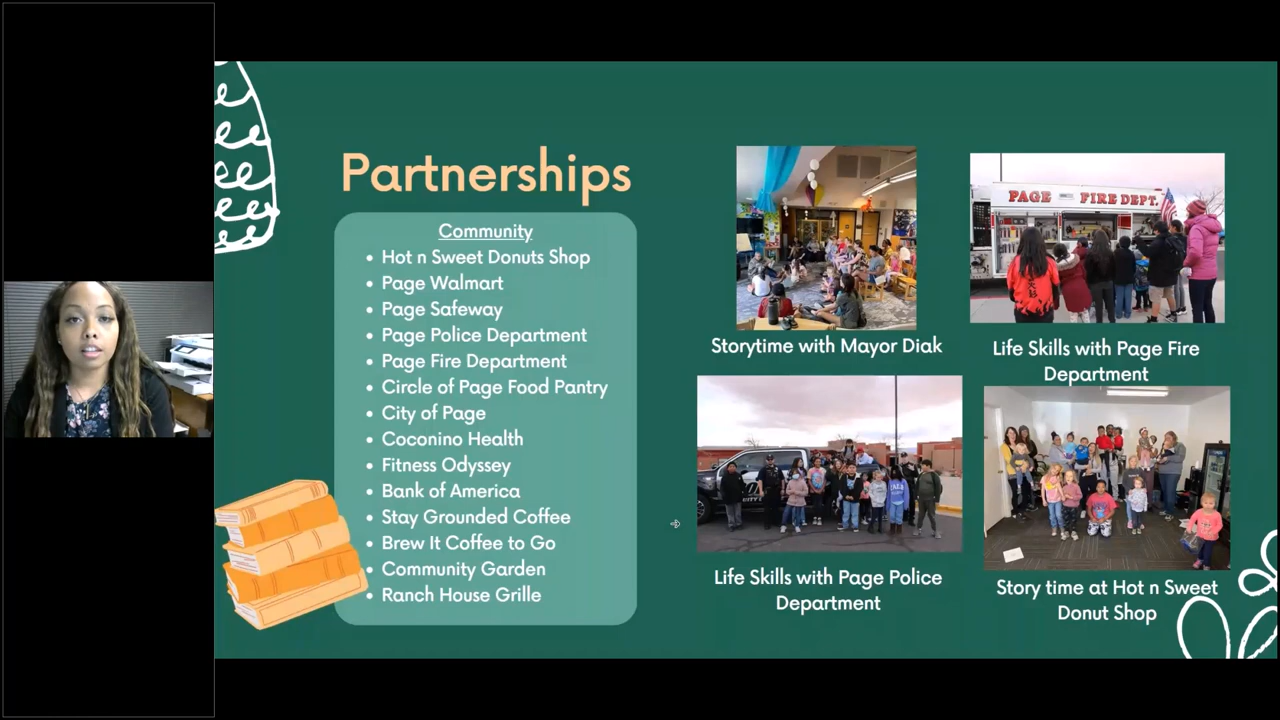 Partnerships
Community
Hot n Sweet Donuts Shop
Page Walmart
Page Safeway
Page Police Department
Page Fire Department
Circle of Page Food Pantry
City of Page
Coconino Health
Fitness Odyssey
Bank of America
Stay Grounded Coffee
Brew It Coffee to Go
Community Garden
Ranch House Grille
Storytime with Mayor Diak
PAGE FIRE DEPT.
Life Skills with Page Fire
Department
Life Skills with Page Police
Department
Story time at Hot n Sweet
Donut Shop